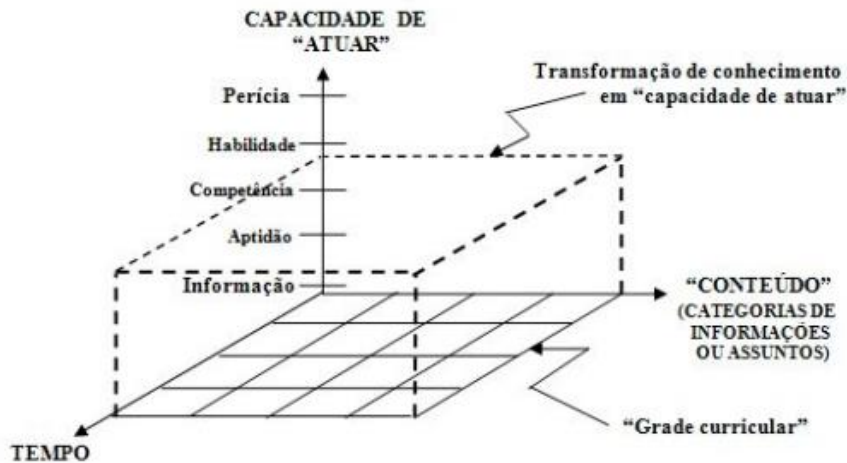 CAPACIDADE DE
“ATUAR”
Transformação de conhecimento
em “capacidade de atuar”
Perícia
Habilidade
Competência
Aptidão
Informação
“CONTEÚDO”
(CATEGORIAS DE
INFORMAÇÕES
OU ASSUNTOS)
“Grade curricular”
TEMPO